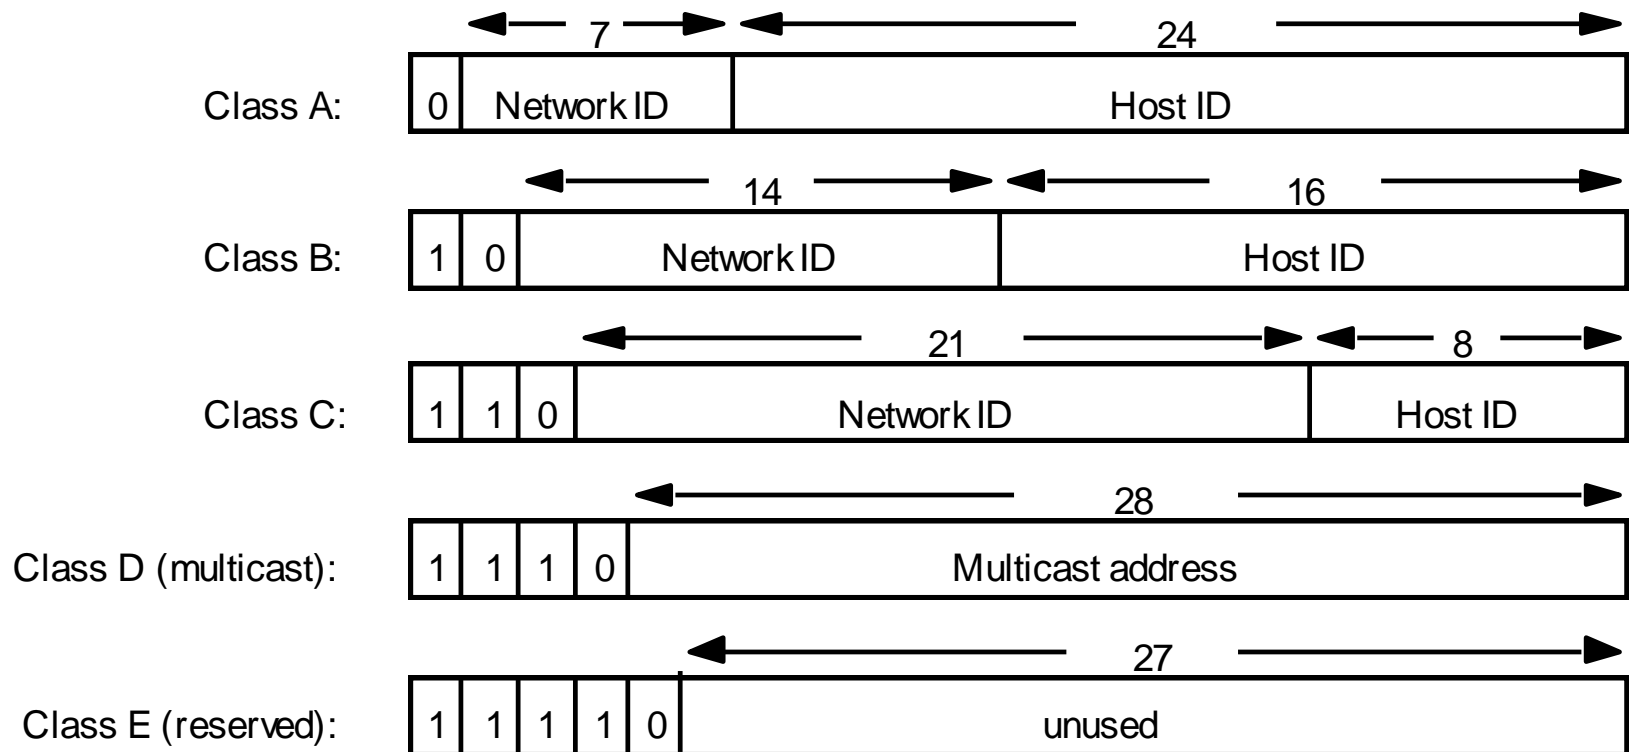 7 24
Class A: 0 Network ID Host ID
14 16
Class B: 1 0 Network ID Host ID
21 8
Class C: 1 1 0 Network ID Host ID
28
Class D (multicast): 1 1 1 0 Multicast address
27
Class E (reserved): 1 1 1 1 0 unused